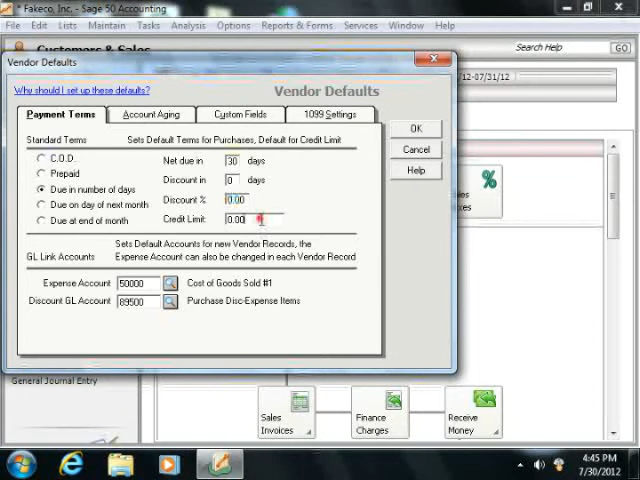 * Fakeco, Inc. - Sage 50 Accounting
File Edit Lists Maintain Tasks Analysis Options Reports & Forms Services Window Help
Customers & Sales
Search Help GO
Vendor Defaults
12-07/31/12
Why should I set up these defaults?
Vendor Defaults
Payment Terms Account Aging Custom Fields 1099 Settings
Standard Terms Sets Default Terms for Purchases, Default for Credit Limit
C.O.D.
Prepaid
Due in number of days
Due on day of next month
Due at end of month
Net due in 30 days
Discount in 0 days
Discount % 0.00
Credit Limit: 0.00
OK
Cancel
Help
Sets Default Accounts for new Vendor Records, the
GL Link Accounts Expense Account can also be changed in each Vendor Record
Expense Account 50000 Cost of Goods Sold #1
Discount GL Account 89500 Purchase Disc-Expense Items
%
General Journal Entry
Sales
Invoices
Finance
Charges
Receive
Money
4:45 PM
7/30/2012